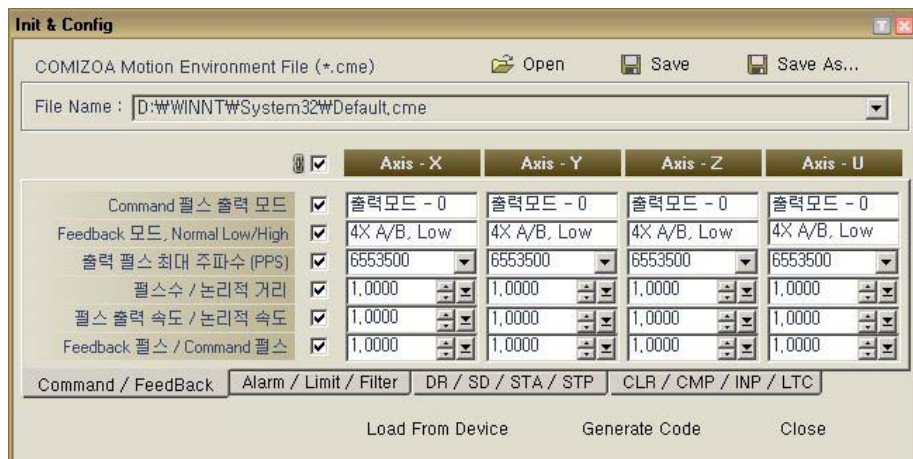 Init & Config
COMIZOA Motion Environment File (*.cme) Open Save Save As...
File Name : D:₩WINNT₩System32₩Default.cme
Axis - X Axis - Y Axis - Z Axis - U
Command 펄스 출력 모드 출력모드 - 0 출력모드 - 0 출력모드 - 0 출력모드 - 0
Feedback 모드, Normal Low/High 4X A/B, Low 4X A/B, Low 4X A/B, Low 4X A/B, Low
출력 펄스 최대 주파수 (PPS) 6553500 6553500 6553500 6553500
펄스수 / 논리적 거리 1.0000 1.0000 1.0000 1.0000
펄스 출력 속도 / 논리적 속도 1.0000 1.0000 1.0000 1.0000
Feedback 펄스 / Command 펄스 1.0000 1.0000 1.0000 1.0000
Command / FeedBack Alarm / Limit / Filter DR / SD / STA / STP CLR / CMP / INP / LTC
Load From Device Generate Code Close